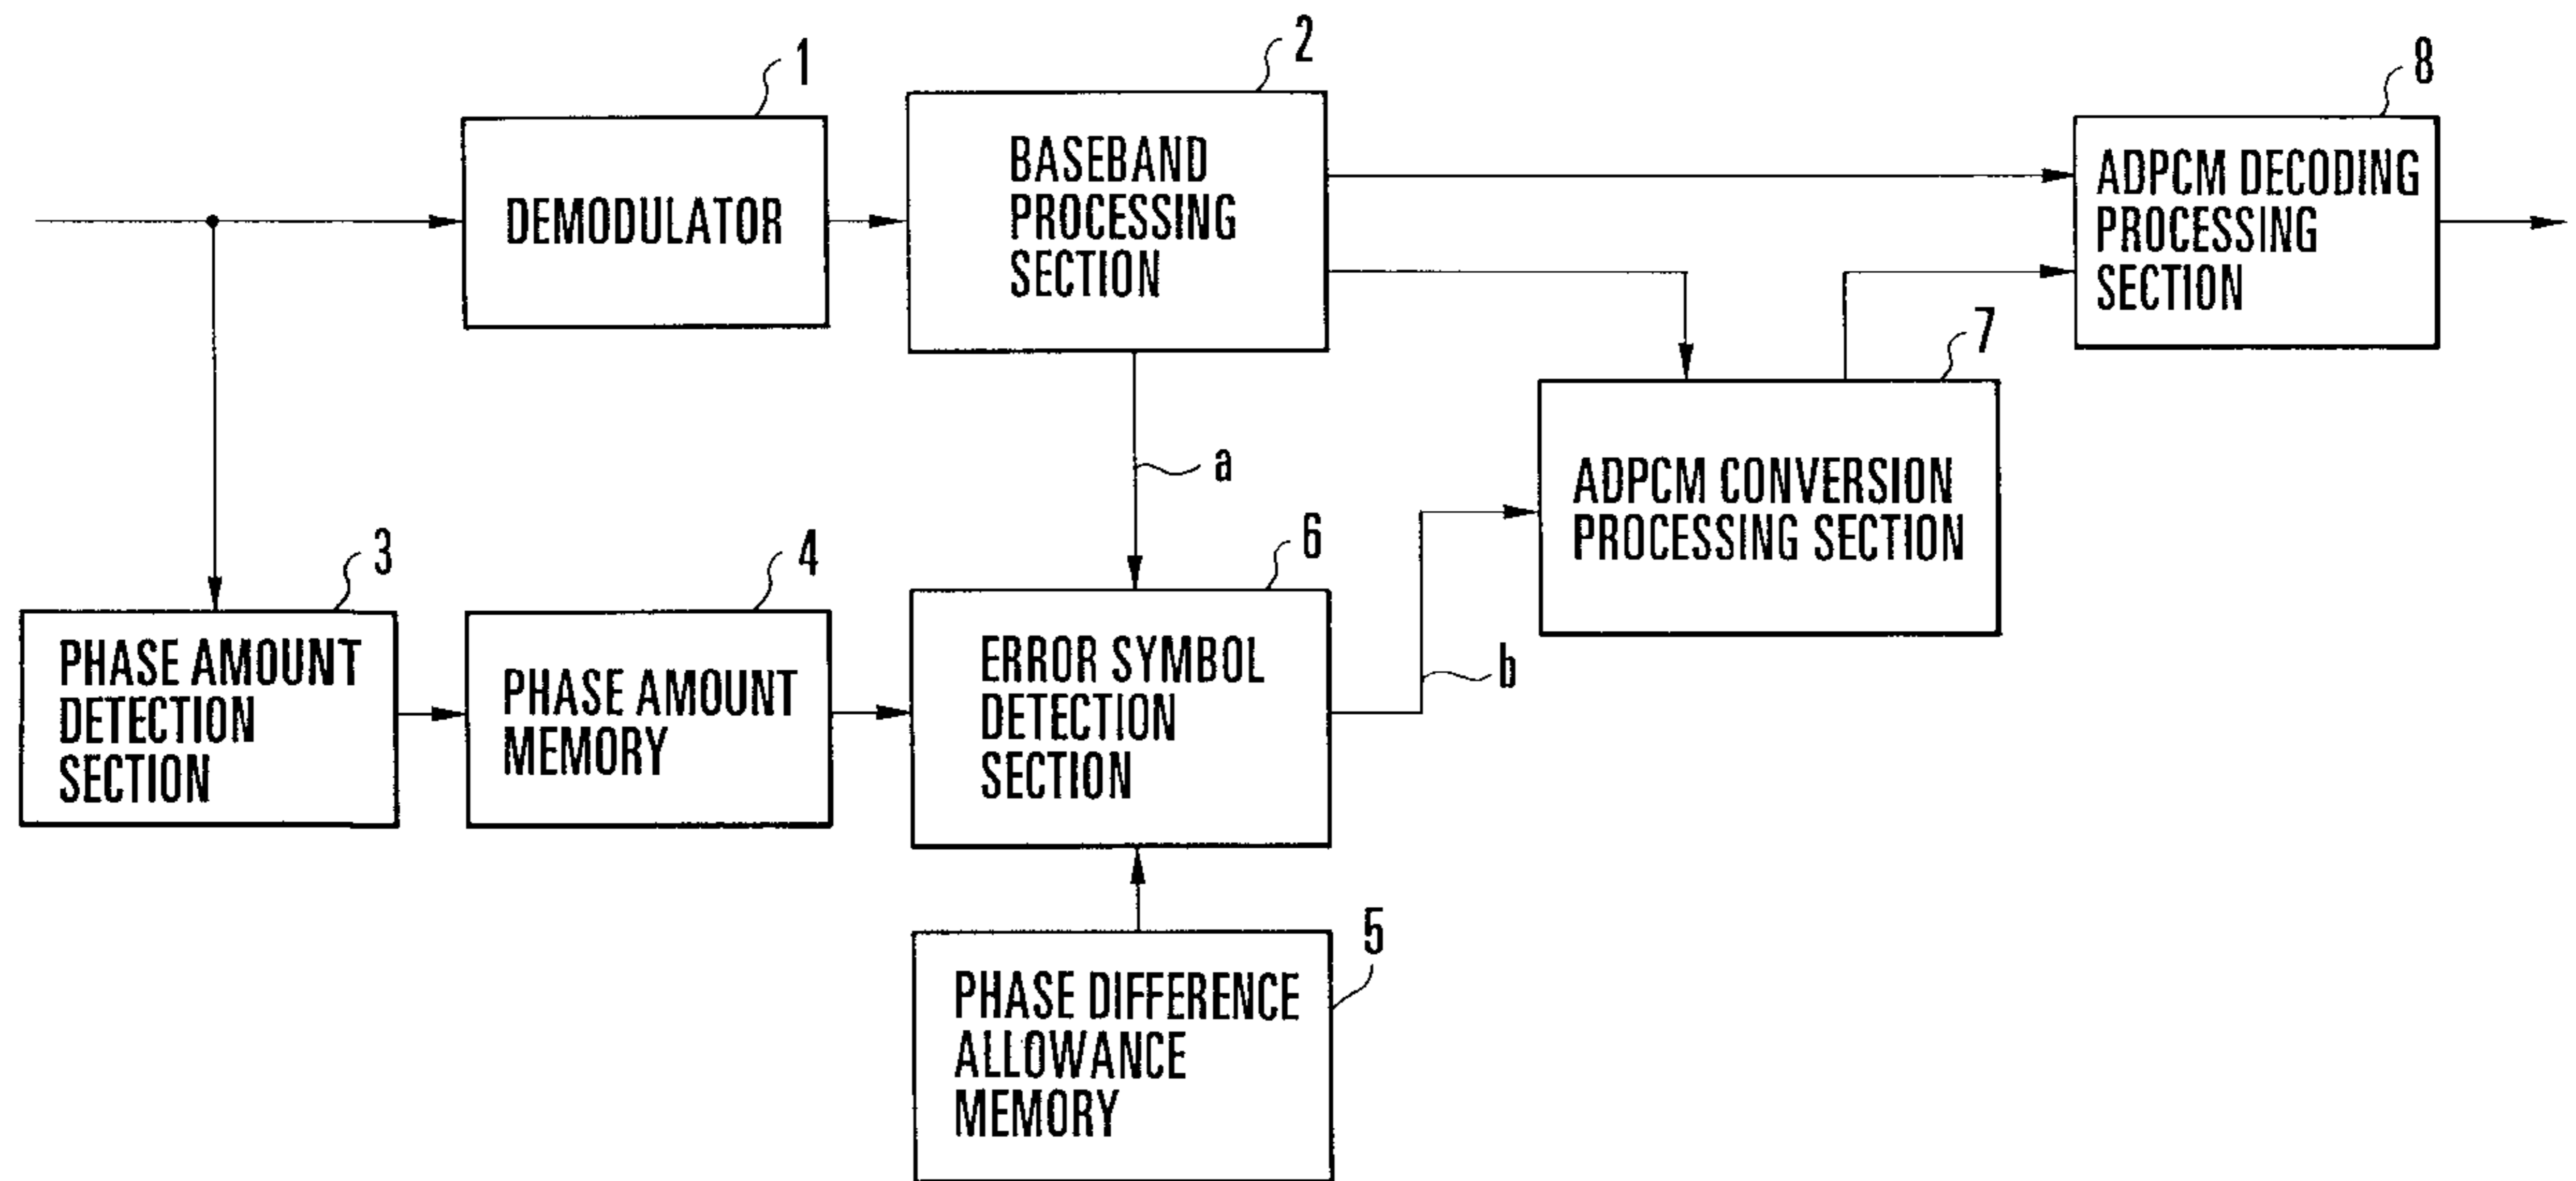 1
DEMODULATOR
2
BASEBAND
PROCESSING
SECTION
8
ADPCM DECODING
PROCESSING
SECTION
7
ADPCM CONVERSION
PROCESSING SECTION
a
b
3
PHASE AMOUNT
DETECTION
SECTION
4
PHASE AMOUNT
MEMORY
6
ERROR SYMBOL
DETECTION
SECTION
5
PHASE DIFFERENCE
ALLOWANCE
MEMORY